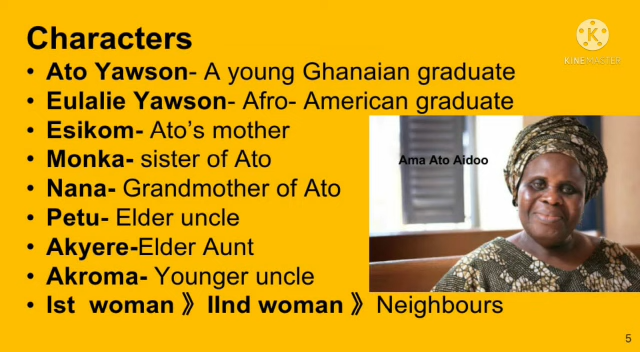 Characters
KINEMASTER
• Ato Yawson- A young Ghanaian graduate
• Eulalie Yawson- Afro- American graduate
• Esikom- Ato's mother
• Monka- sister of Ato
Ama Ato Aidoo
• Nana- Grandmother of Ato
• Petu- Elder uncle
• Akyere-Elder Aunt
• Akroma- Younger uncle
• Ist woman 》 IInd woman 》 Neighbours
5